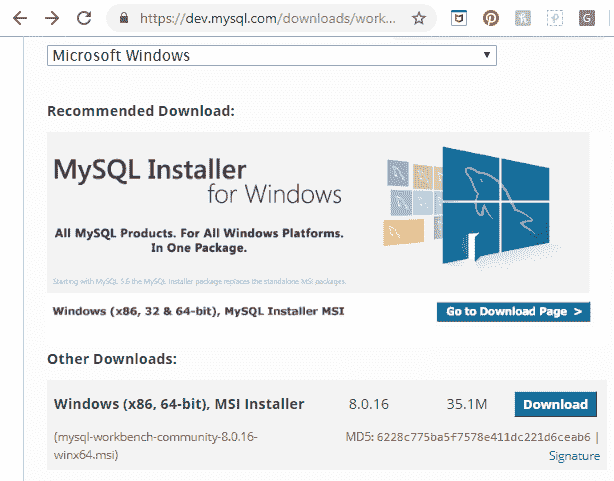 https://dev.mysql.com/downloads/work...
Microsoft Windows
Recommended Download:
MySQL Installer
for Windows
All MySQL Products. For All Windows Platforms.
In One Package.
Starting with MySQL 5.6 the MySQL Installer package replaces the standalone MSI packages.
Windows (x86, 32 & 64-bit), MySQL Installer MSI
Go to Download Page >
Other Downloads:
Windows (x86, 64-bit), MSI Installer 8.0.16 35.1M Download
(mysql-workbench-community-8.0.16- MD5: 6228c775ba5f7578e411dc221d6ceab6 |
winx64.msi) Signature